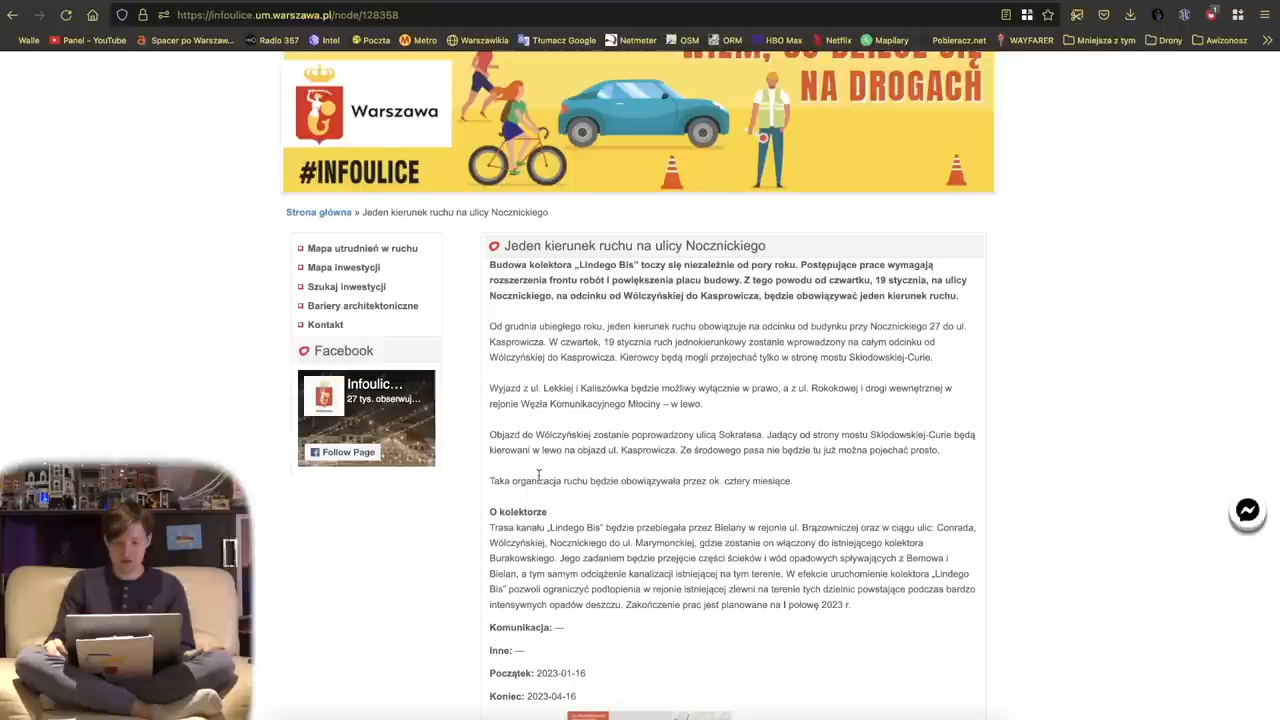 https://infoulice.um.warszawa.pl/node/128358
Walle
Panel - YouTube
Spacer po Warszaw...
Radio 357
Intel
Poczta
Metro
Warszawikia
Tłumacz Google
Netmeter
OSM
ORM
HBO Max
Netflix
Mapilary
Pobieracz.net
WAYFARER
Mniejsze z tym
Drony
Awizonosz
NA DROGACH
Warszawa
#INFOULICE
Strona główna » Jeden kierunek ruchu na ulicy Nocznickiego
Mapa utrudnień w ruchu
Mapa inwestycji
Szukaj inwestycji
Bariery architektoniczne
Kontakt
Facebook
Infoulic...
27 tys. obserwuj...
Follow Page
Jeden kierunek ruchu na ulicy Nocznickiego
Budowa kolektora „Lindego Bis” toczy się niezależnie od pory roku. Postępujące prace wymagają
rozszerzenia frontu robót i powiększenia placu budowy. Z tego powodu od czwartku, 19 stycznia, na ulicy
Nocznickiego, na odcinku od Wólczyńskiej do Kasprowicza, będzie obowiązywać jeden kierunek ruchu.
Od grudnia ubiegłego roku, jeden kierunek ruchu obowiązuje na odcinku od budynku przy Nocznickiego 27 do ul.
Kasprowicza. W czwartek, 19 stycznia ruch jednokierunkowy zostanie wprowadzony na całym odcinku od
Wólczyńskiej do Kasprowicza. Kierowcy będą mogli przejechać tylko w stronę mostu Skłodowskiej-Curie.
Wyjazd z ul. Lekkiej i Kaliszówka będzie możliwy wyłącznie w prawo, a z ul. Rokokowej i drogi wewnętrznej w
rejonie Węzła Komunikacyjnego Młociny – w lewo.
Objazd do Wólczyńskiej zostanie poprowadzony ulicą Sokratesa. Jadący od strony mostu Sklodowskiej-Curie będą
kierowani w lewo na objazd ul. Kasprowicza. Ze środowego pasa nie będzie tu już można pojechać prosto.
Taka organizacja ruchu będzie obowiązywała przez ok. cztery miesiące.
O kolektorze
Trasa kanału „Lindego Bis” będzie przebiegała przez Bielany w rejonie ul. Brązowniczej oraz w ciągu ulic: Conrada,
Wólczyńskiej, Nocznickiego do ul. Marymonckiej, gdzie zostanie on włączony do istniejącego kolektora
Burakowskiego. Jego zadaniem będzie przejęcie części ścieków i wód opadowych spływających z Bemowa i
Bielan, a tym samym odciążenie kanalizacji istniejącej na tym terenie. W efekcie uruchomienie kolektora „Lindego
Bis” pozwoli ograniczyć podtopienia w rejonie istniejącej zlewni na terenie tych dzielnic powstające podczas bardzo
intensywnych opadów deszczu. Zakończenie prac jest planowane na I połowę 2023 r.
Komunikacja: ---
Inne: ---
Początek: 2023-01-16
Koniec: 2023-04-16